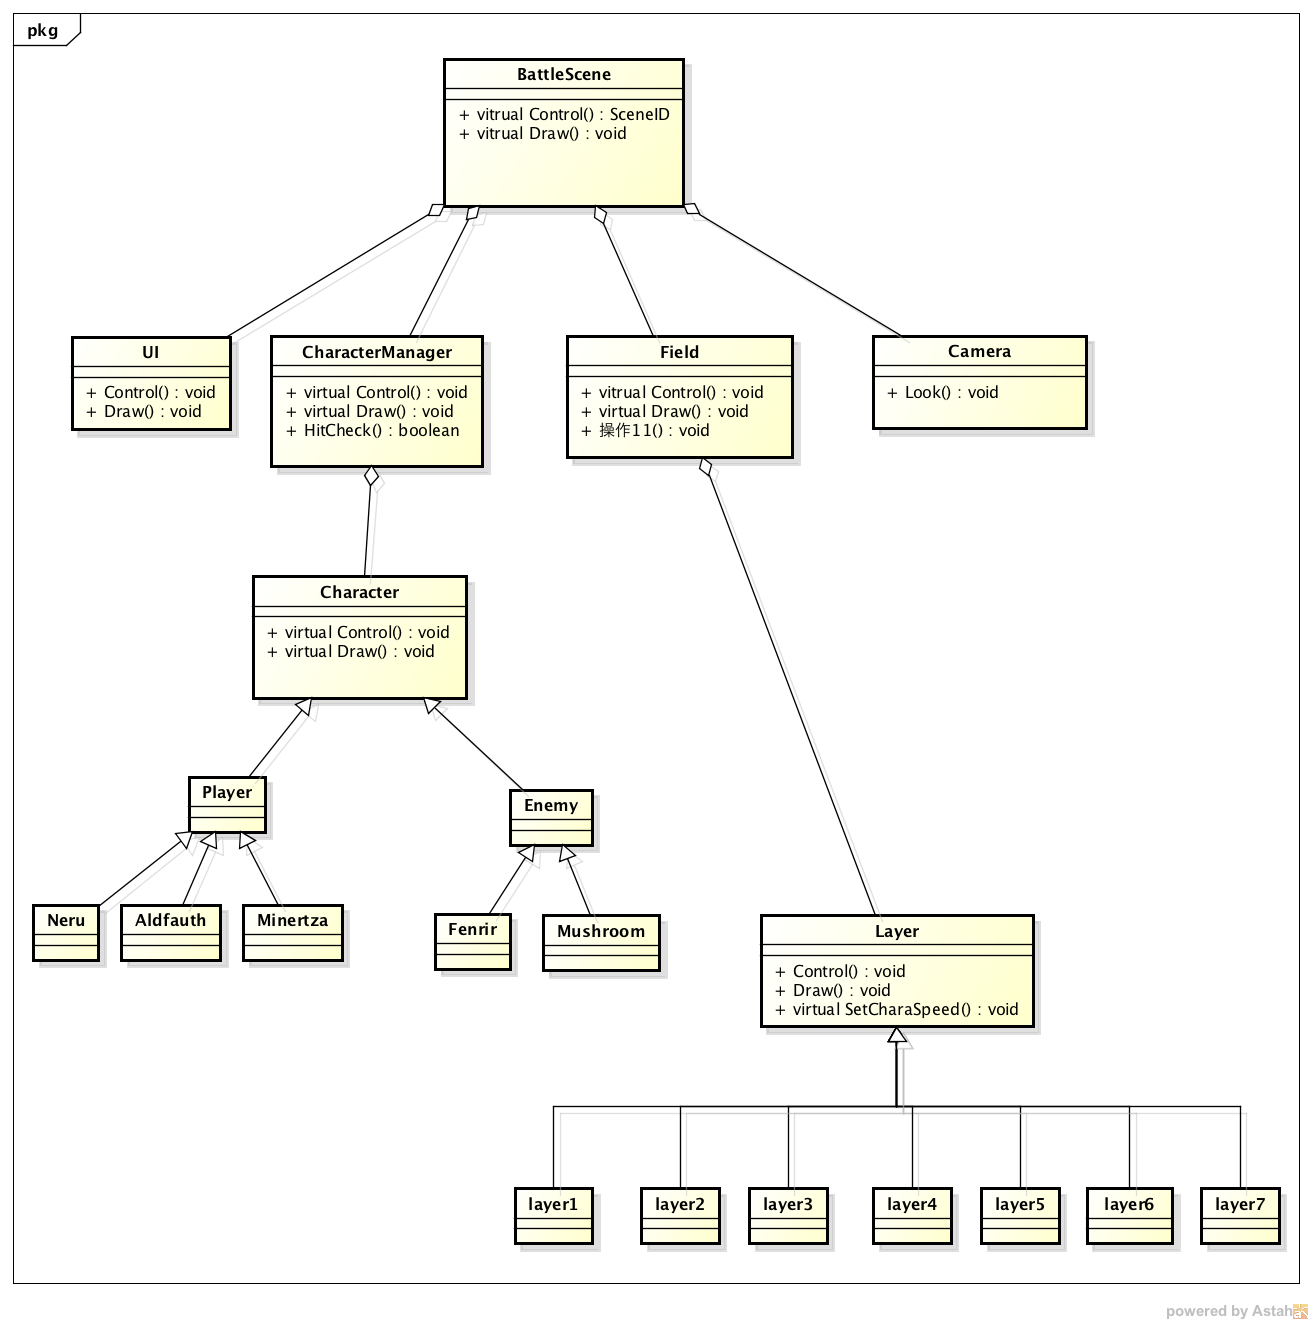 pkg
BattleScene
+ vitrual Control() : SceneID
+ vitrual Draw() : void
UI
+ Control() : void
+ Draw() : void
CharacterManager
+ virtual Control() : void
+ virtual Draw() : void
+ HitCheck() : boolean
Field
+ vitrual Control() : void
+ virtual Draw() : void
+ 操作11() : void
Camera
+ Look() : void
Character
+ virtual Control() : void
+ virtual Draw() : void
Player
Enemy
Neru
Aldfauth
Minertza
Fenrir
Mushroom
Layer
+ Control() : void
+ Draw() : void
+ virtual SetCharaSpeed() : void
layer1
layer2
layer3
layer4
layer5
layer6
layer7
powered by Astah